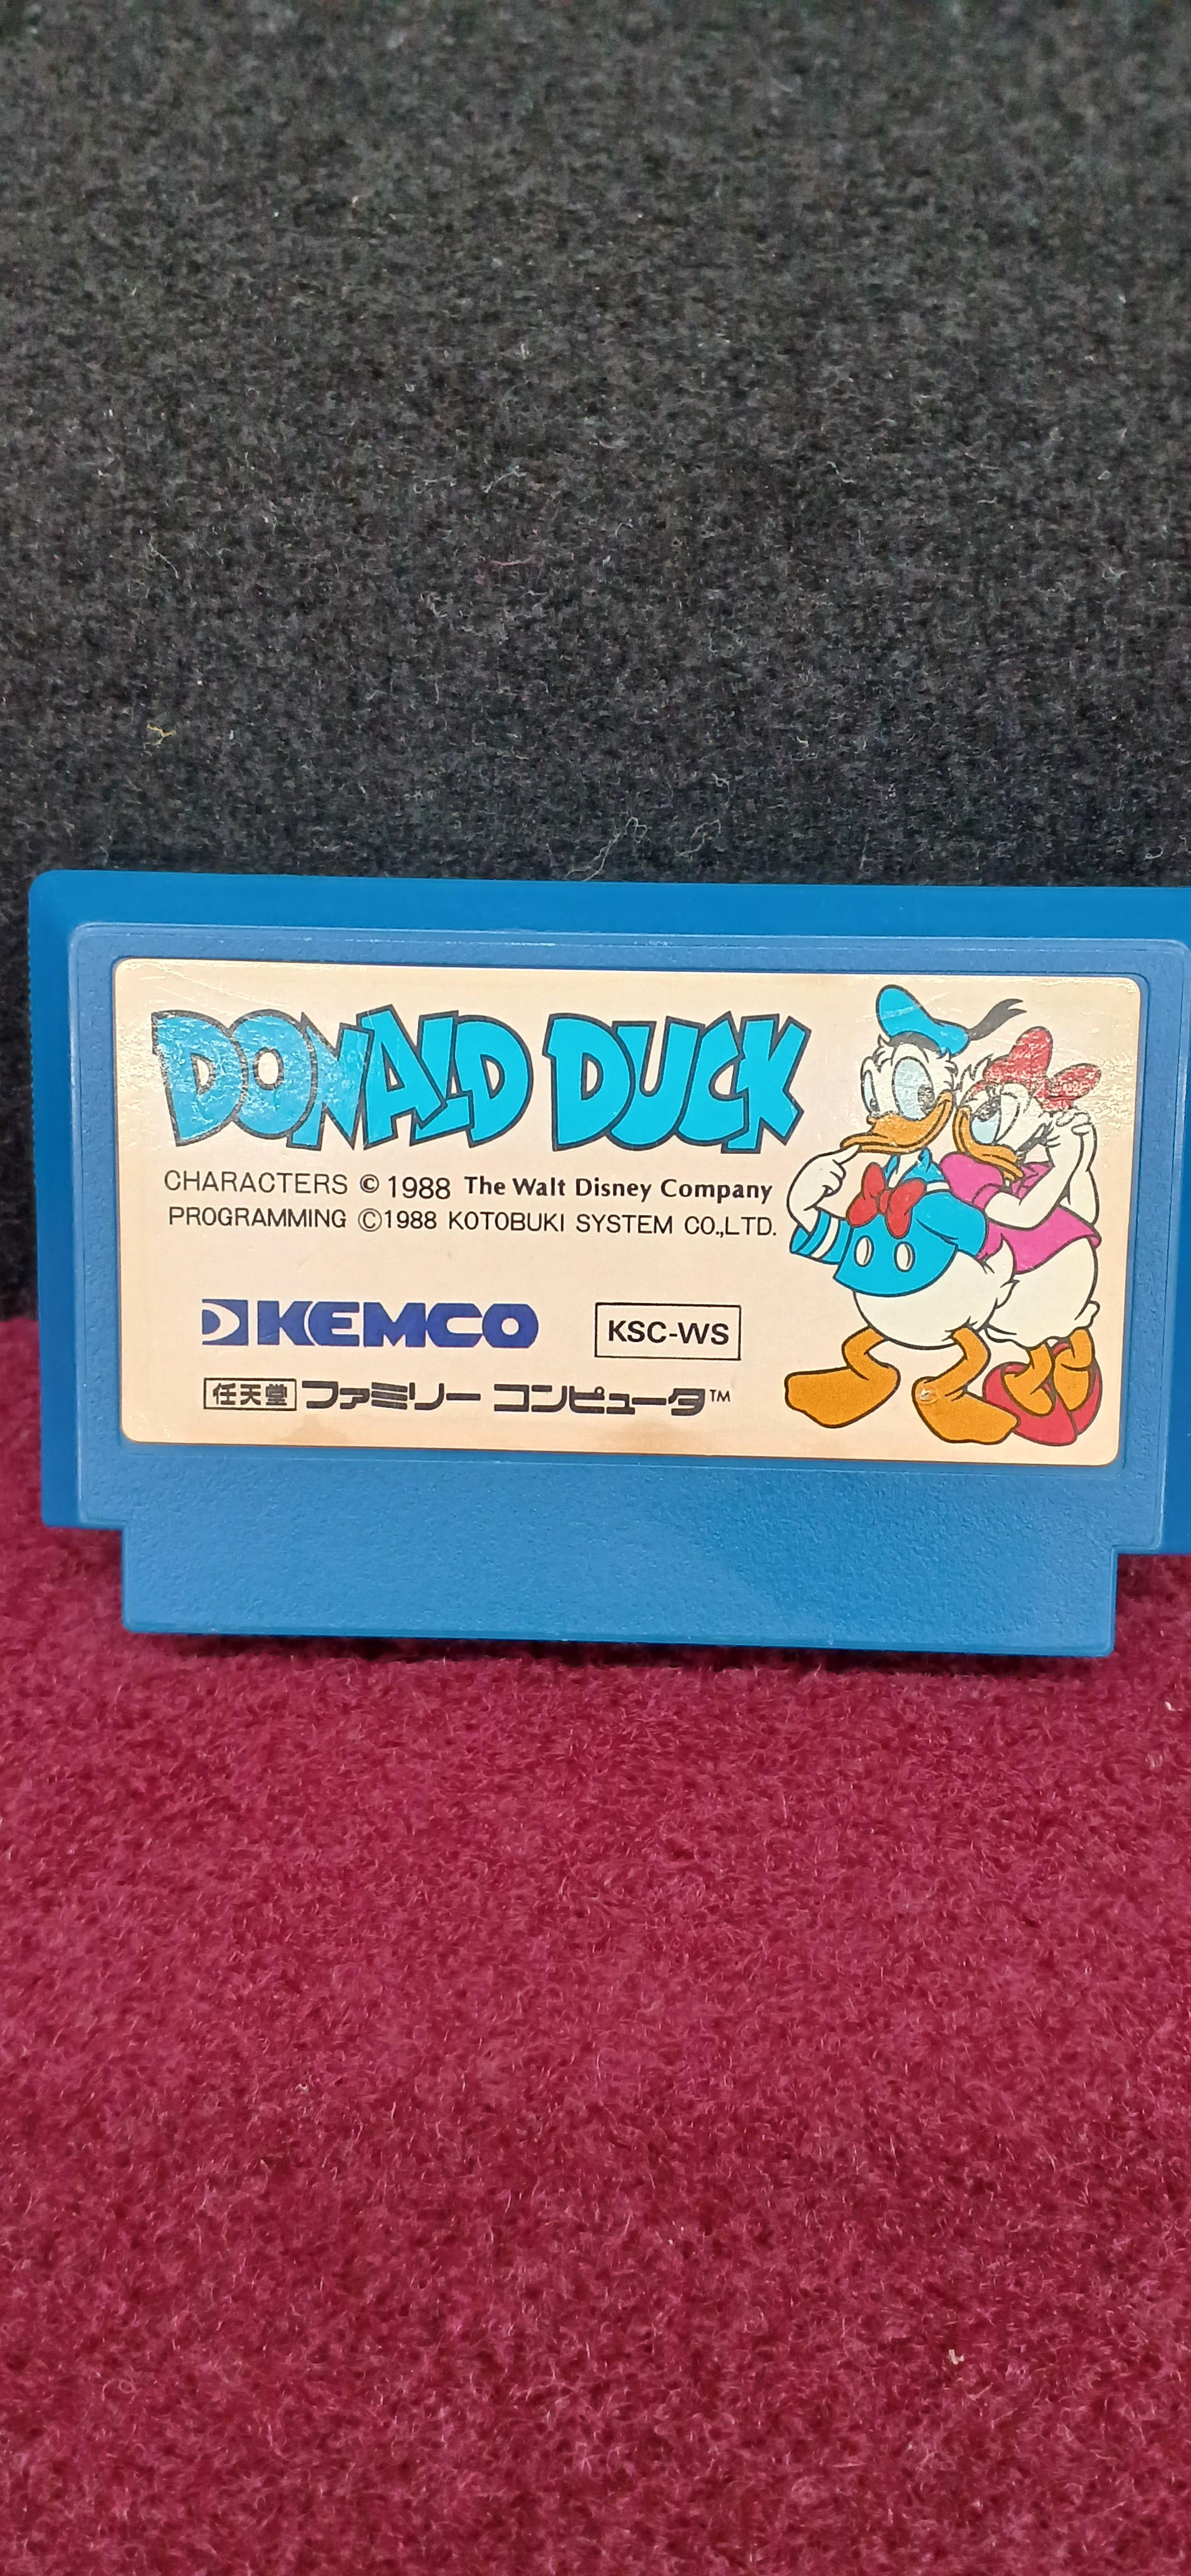 DONALD DUCK
CHARACTERS © 1988 The Walt Disney Company
PROGRAMMING ©1988 KOTOBUKI SYSTEM CO.,LTD.
KEMCO
KSC-WS
任天堂 ファミリー コンピュータ™